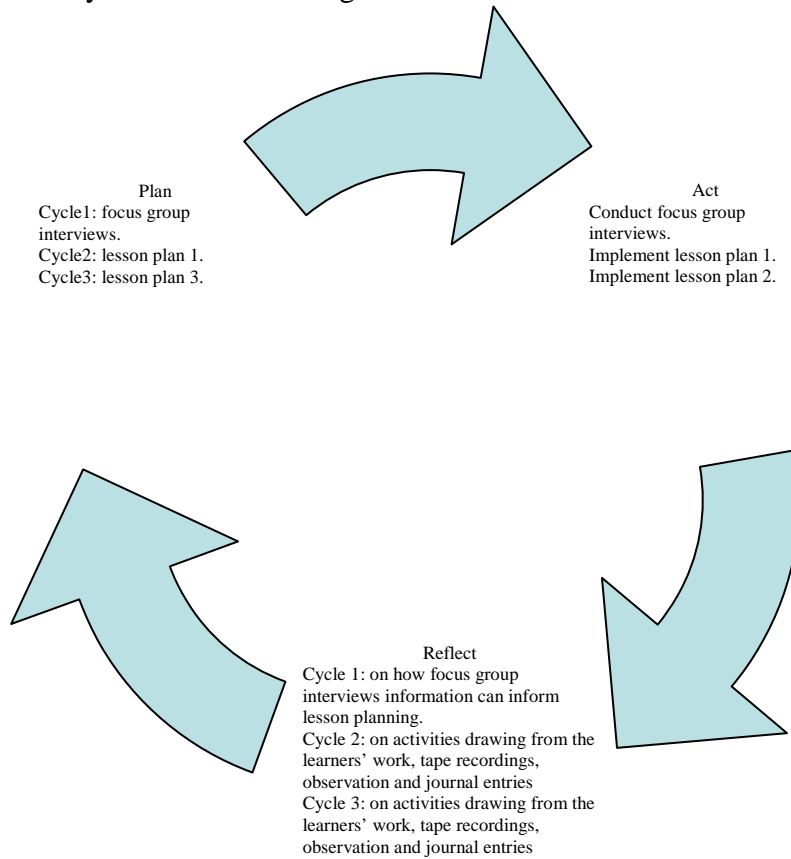 Plan
Cycle1: focus group
interviews.
Cycle2: lesson plan 1.
Cycle3: lesson plan 3.
Act
Conduct focus group
interviews.
Implement lesson plan 1.
Implement lesson plan 2.
Reflect
Cycle 1: on how focus group
interviews information can inform
lesson planning.
Cycle 2: on activities drawing from the
learners’ work, tape recordings,
observation and journal entries
Cycle 3: on activities drawing from the
learners’ work, tape recordings,
observation and journal entries